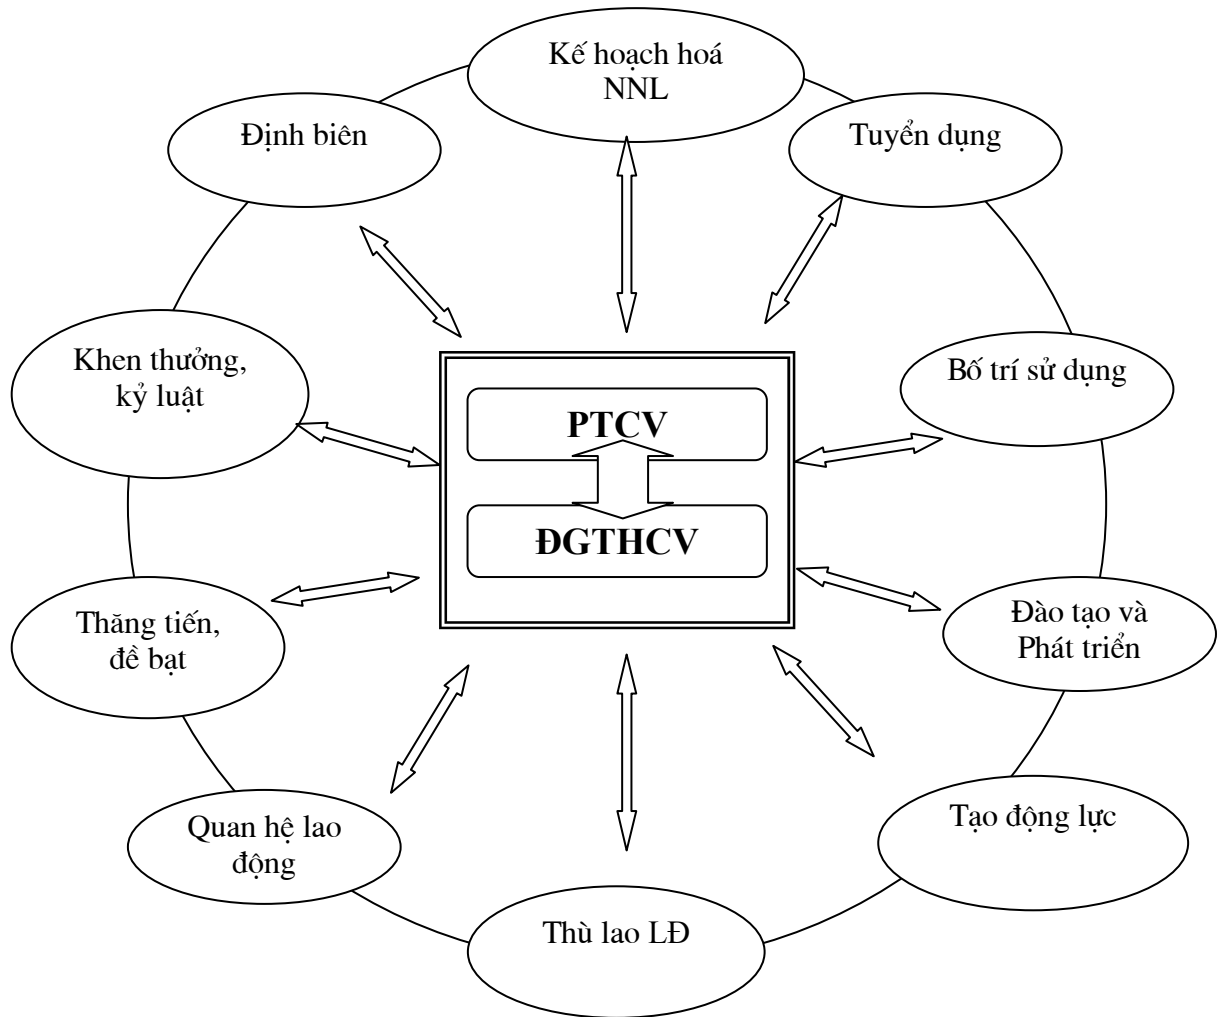 Kế hoạch hoá
NNL
Định biên
Tuyển dụng
Khen thưởng,
kỷ luật
Bố trí sử dụng
PTCV
ĐGTHCV
Thăng tiến,
đề bạt
Đào tạo và
Phát triển
Quan hệ lao
động
Tạo động lực
Thù lao LĐ